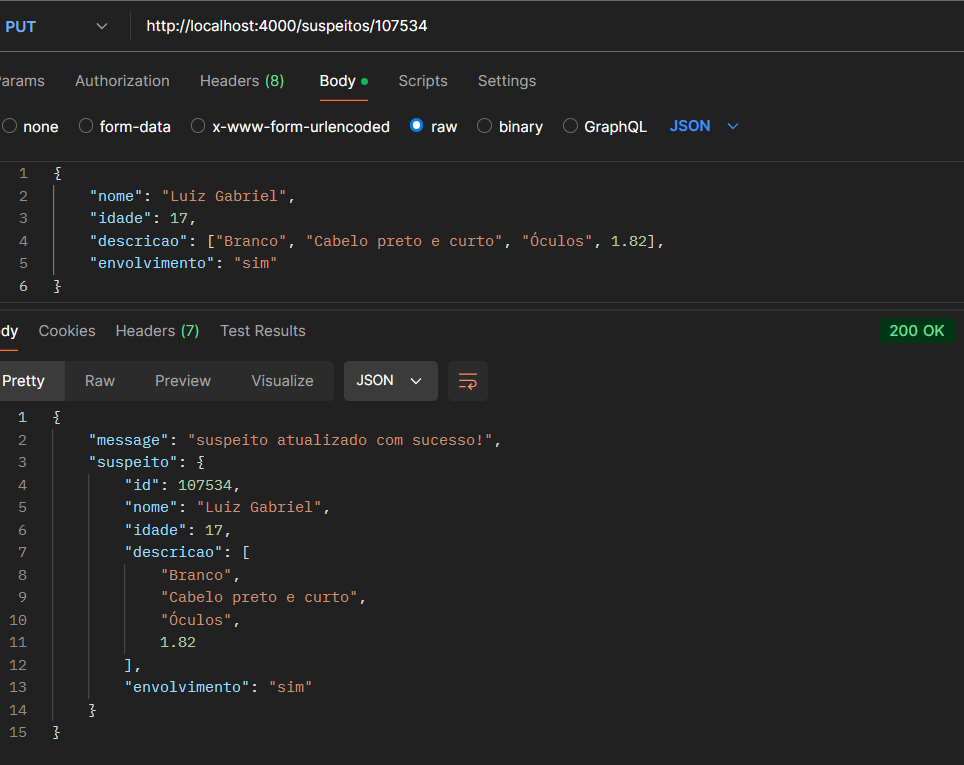 PUT http://localhost:4000/suspeitos/107534
arams Authorization Headers (8) Body Scripts Settings
none form-data x-www-form-urlencoded raw binary GraphQL JSON
1 {
2 "nome": "Luiz Gabriel",
3 "idade": 17,
4 "descricao": ["Branco", "Cabelo preto e curto", "Óculos", 1.82],
5 "envolvimento": "sim"
6 }
dy Cookies Headers (7) Test Results 200 OK
Pretty Raw Preview Visualize JSON
1 {
2 "message": "suspeito atualizado com sucesso!",
3 "suspeito": {
4 "id": 107534,
5 "nome": "Luiz Gabriel",
6 "idade": 17,
7 "descricao": [
8 "Branco",
9 "Cabelo preto e curto",
10 "Óculos",
11 1.82
12 ],
13 "envolvimento": "sim"
14 }
15 }